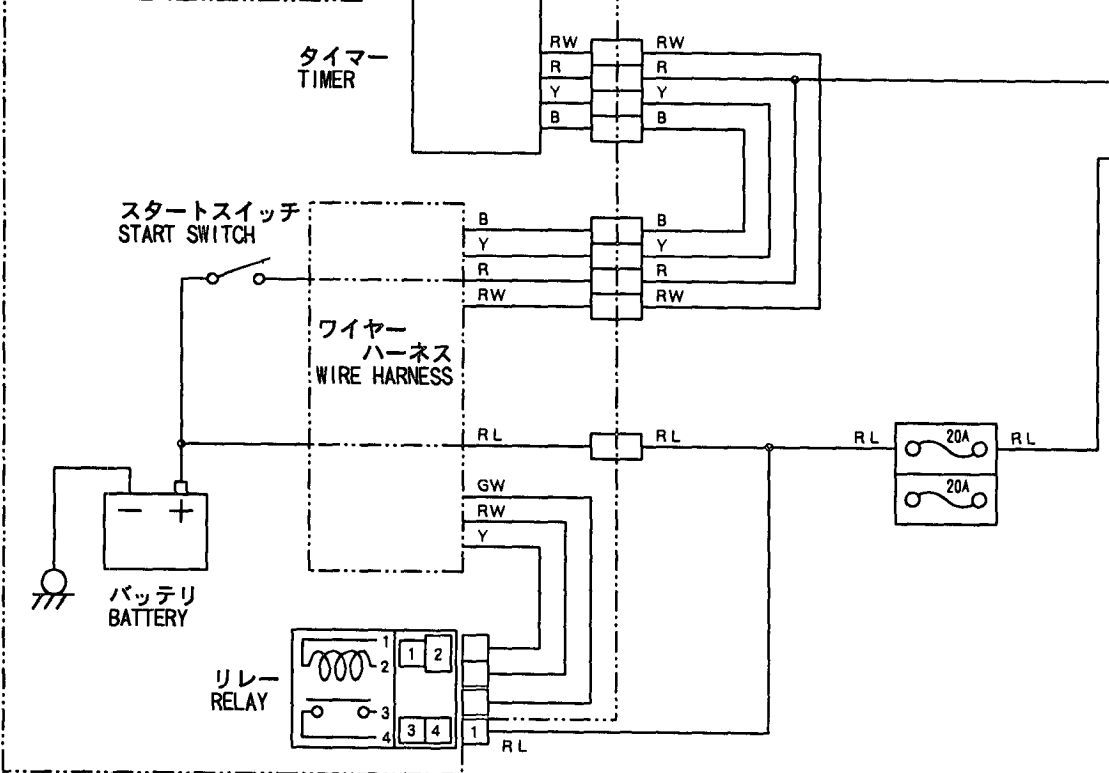 タイマー
TIMER
RW
R
Y
B
RW
R
Y
B
スタートスイッチ
START SWITCH
B
Y
R
RW
B
Y
R
RW
ワイヤー
ハーネス
WIRE HARNESS
RL
RL
RL
20A
RL
20A
GW
RW
Y
− +
バッテリ
BATTERY
リレー
RELAY
1
2
3
4
1 2
3 4
1
RL